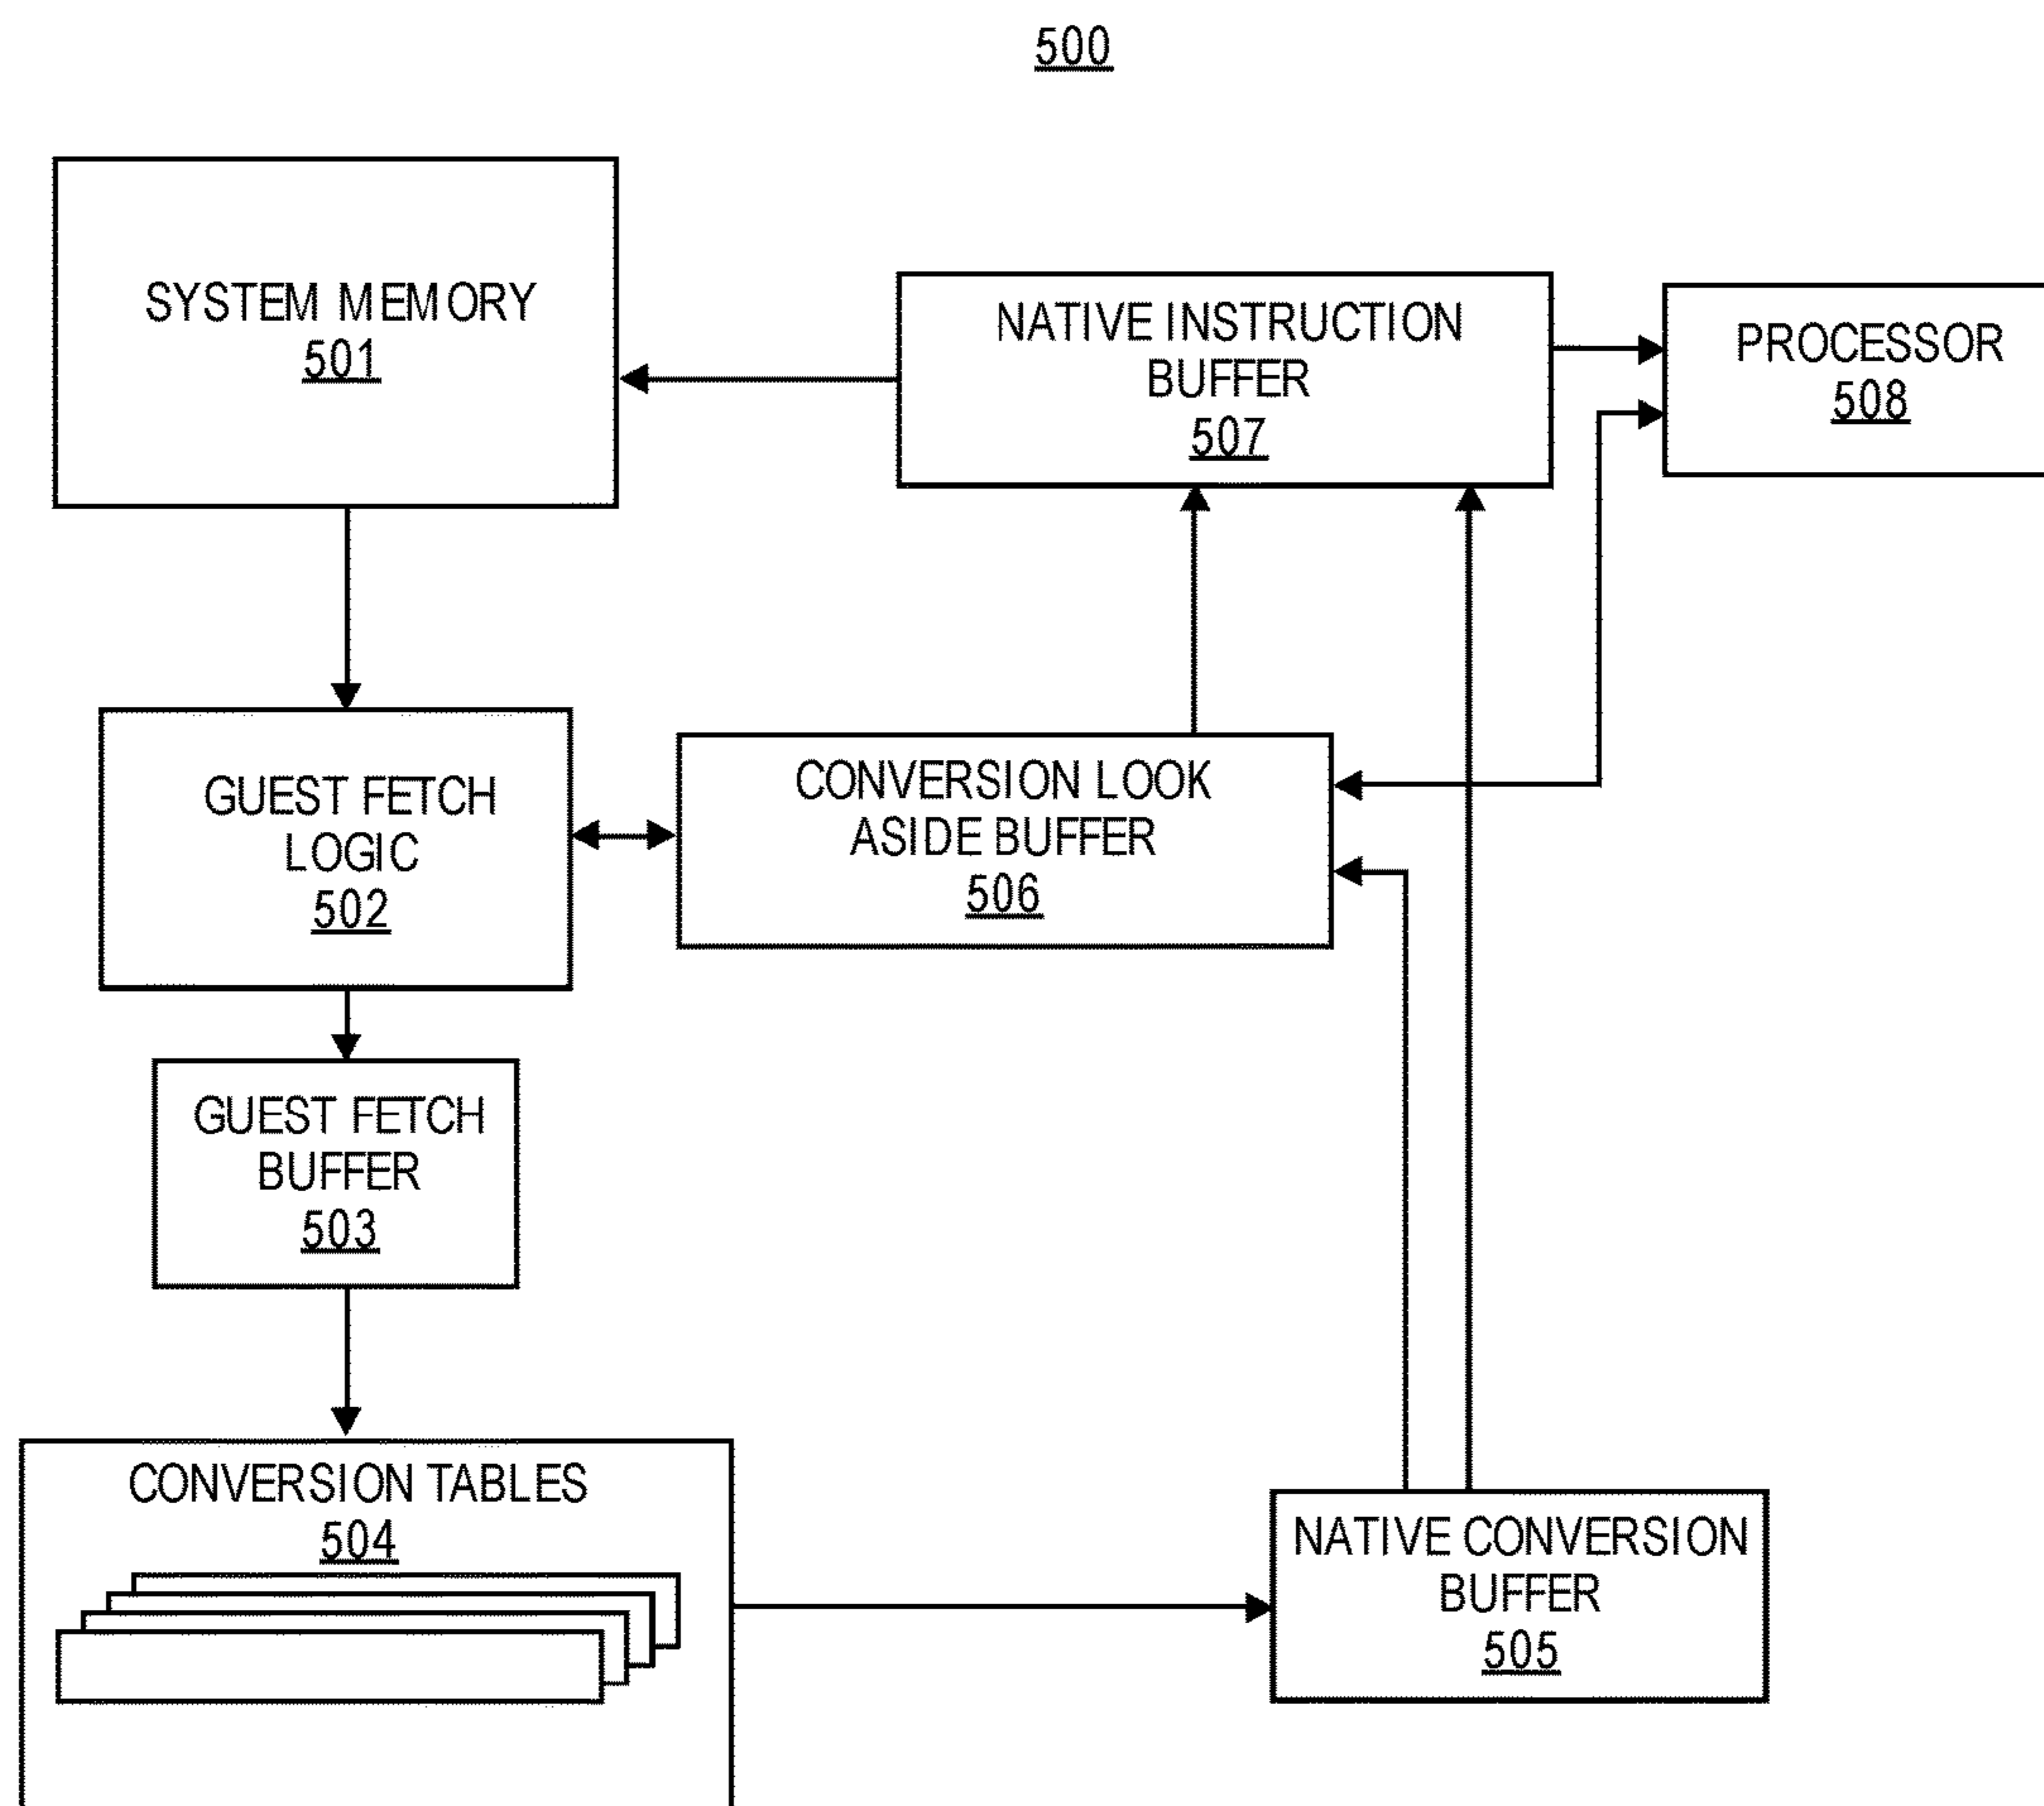 500
SYSTEM MEMORY
501
NATIVE INSTRUCTION
BUFFER
507
PROCESSOR
508
GUEST FETCH
LOGIC
502
CONVERSION LOOK
ASIDE BUFFER
506
GUEST FETCH
BUFFER
503
CONVERSION TABLES
504
NATIVE CONVERSION
BUFFER
505